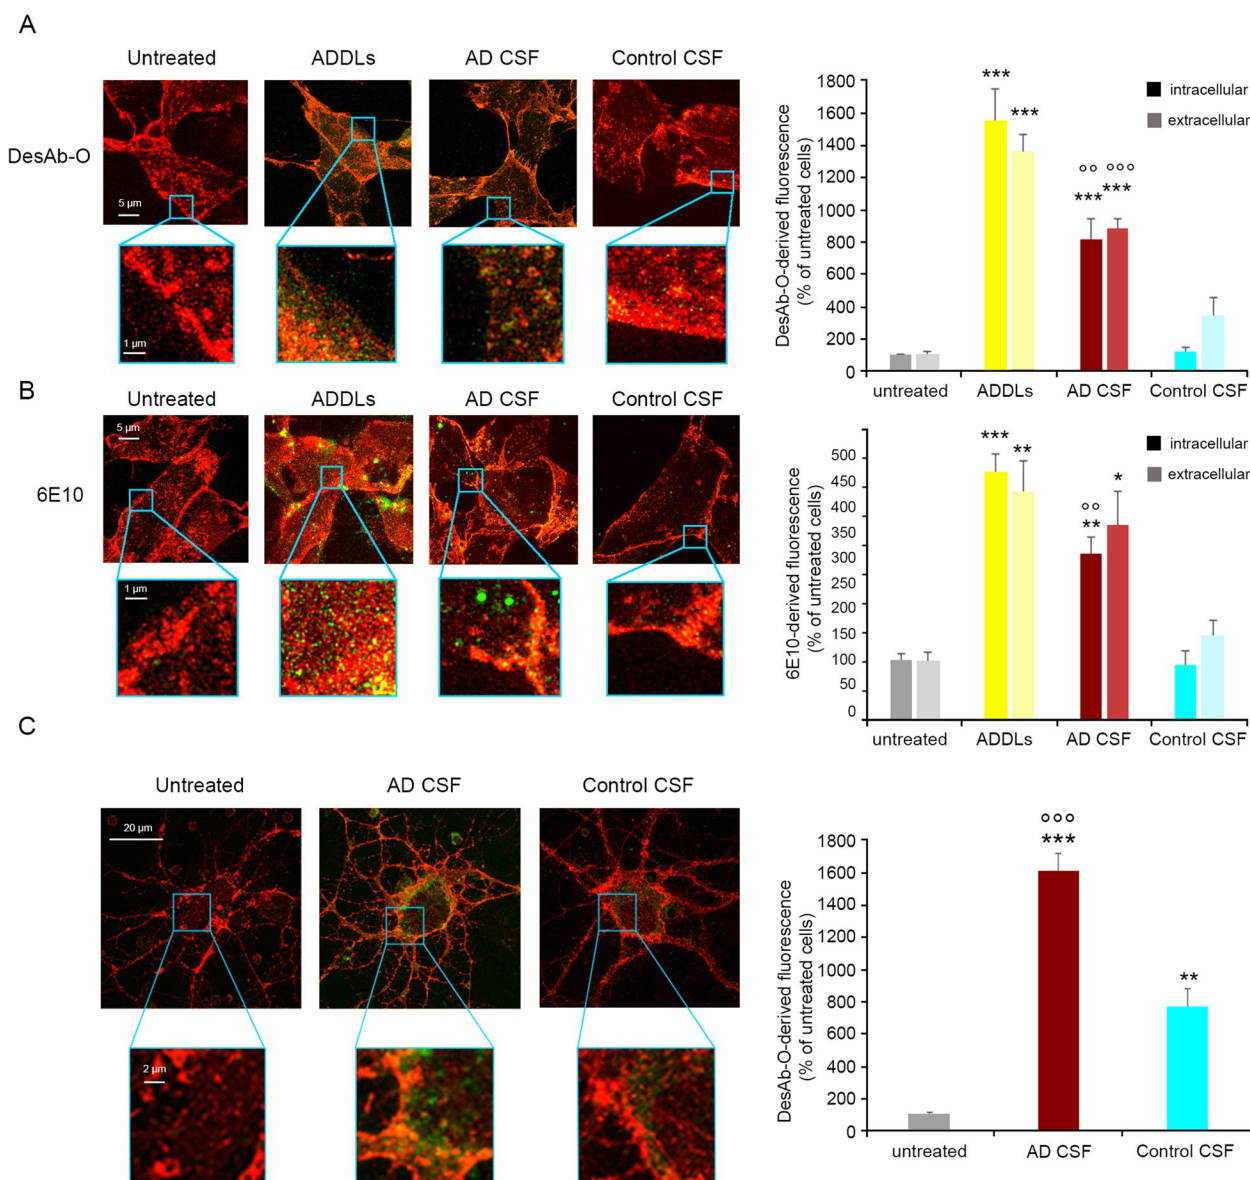 A
Untreated
ADDLs
AD CSF
Control CSF
DesAb-O
5 µm
1 µm
DesAb-O-derived fluorescence
(% of untreated cells)
1800
1600
1400
1200
1000
800
600
400
200
0
***
***
°°
***
°°°
***
intracellular
extracellular
untreated
ADDLs
AD CSF
Control CSF
B
Untreated
ADDLs
AD CSF
Control CSF
6E10
5 µm
1 µm
6E10-derived fluorescence
(% of untreated cells)
500
450
400
350
300
250
200
150
100
50
0
***
**
°°
**
*
intracellular
extracellular
untreated
ADDLs
AD CSF
Control CSF
C
Untreated
AD CSF
Control CSF
20 µm
2 µm
DesAb-O-derived fluorescence
(% of untreated cells)
1800
1600
1400
1200
1000
800
600
400
200
0
°°°
***
**
untreated
AD CSF
Control CSF